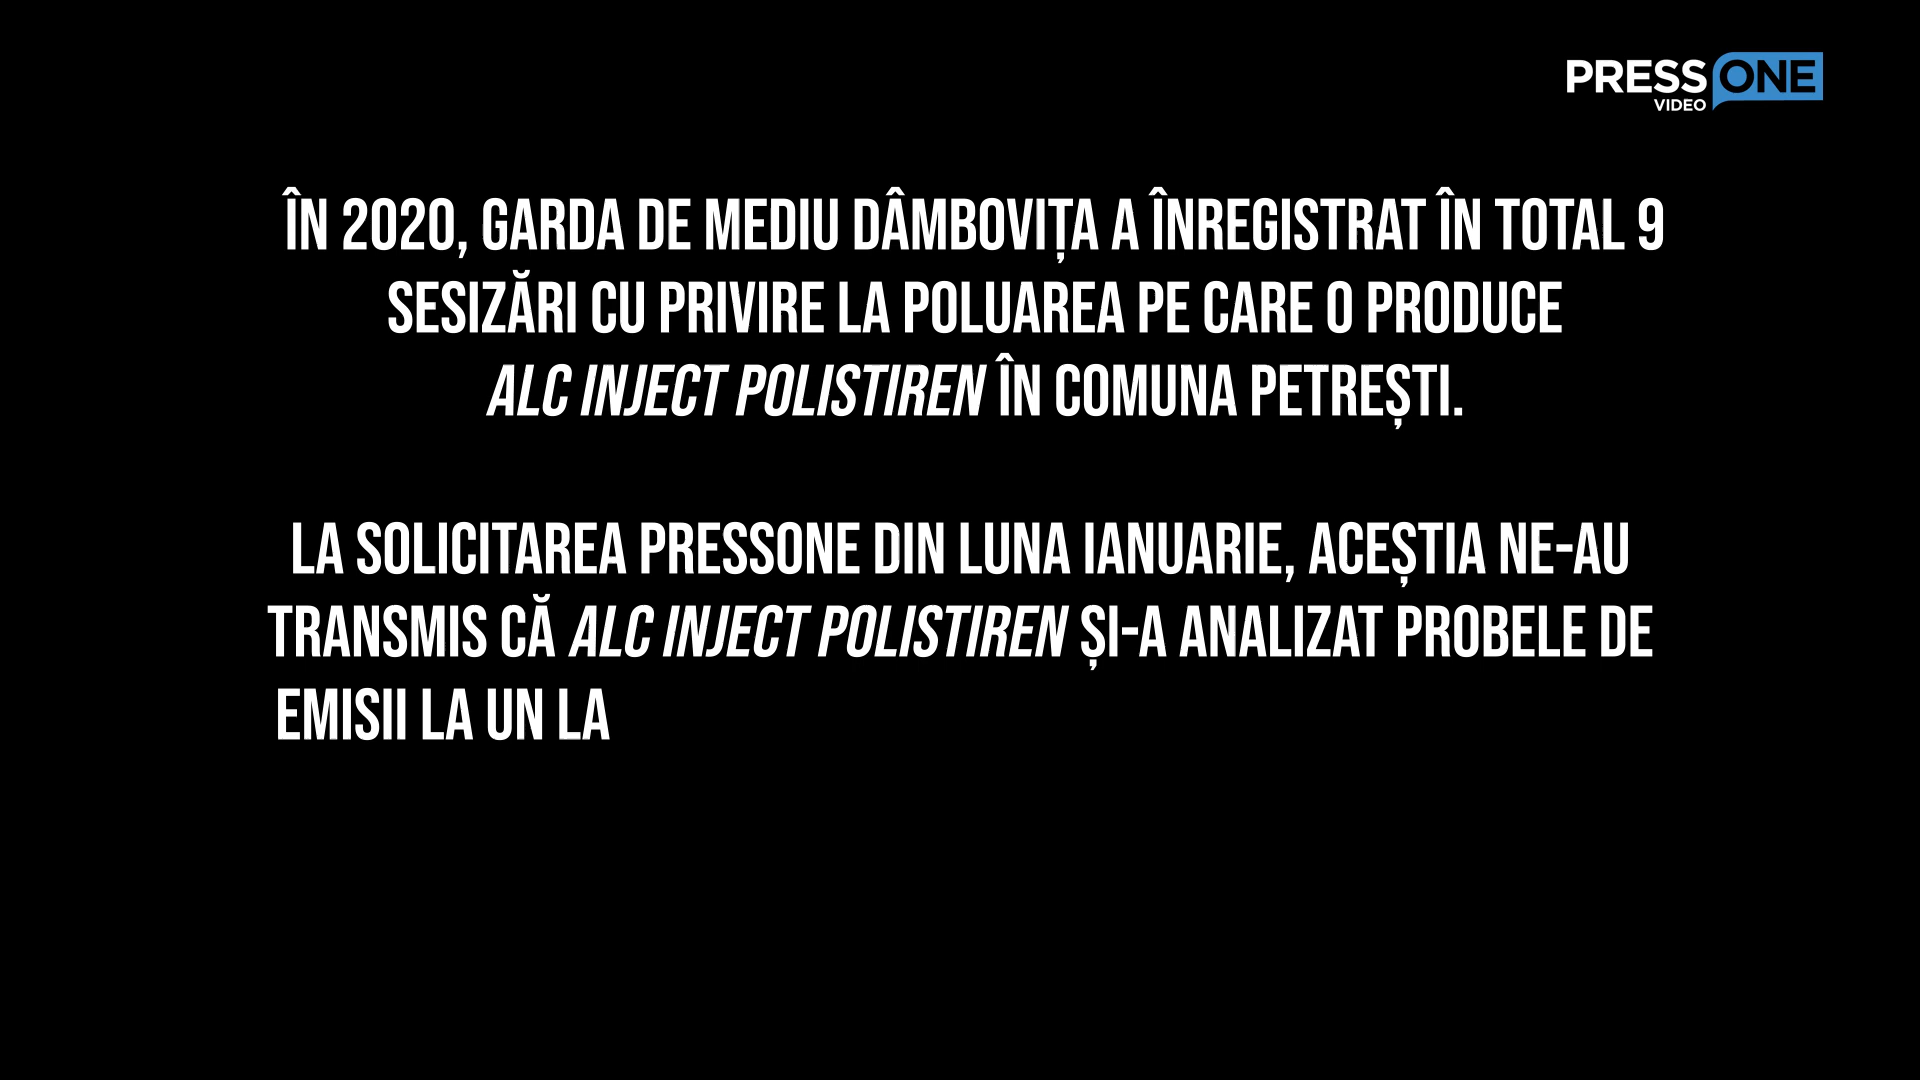 PRESSONE
VIDEO
ÎN 2020, GARDA DE MEDIU DÂMBOVIȚA A ÎNREGISTRAT ÎN TOTAL 9
SESIZĂRI CU PRIVIRE LA POLUAREA PE CARE O PRODUCE
ALC INJECT POLISTIREN ÎN COMUNA PETREȘTI.
LA SOLICITAREA PRESSONE DIN LUNA IANUARIE, ACEȘTIA NE-AU
TRANSMIS CĂ ALC INJECT POLISTIREN ȘI-A ANALIZAT PROBELE DE
EMISII LA UN LA